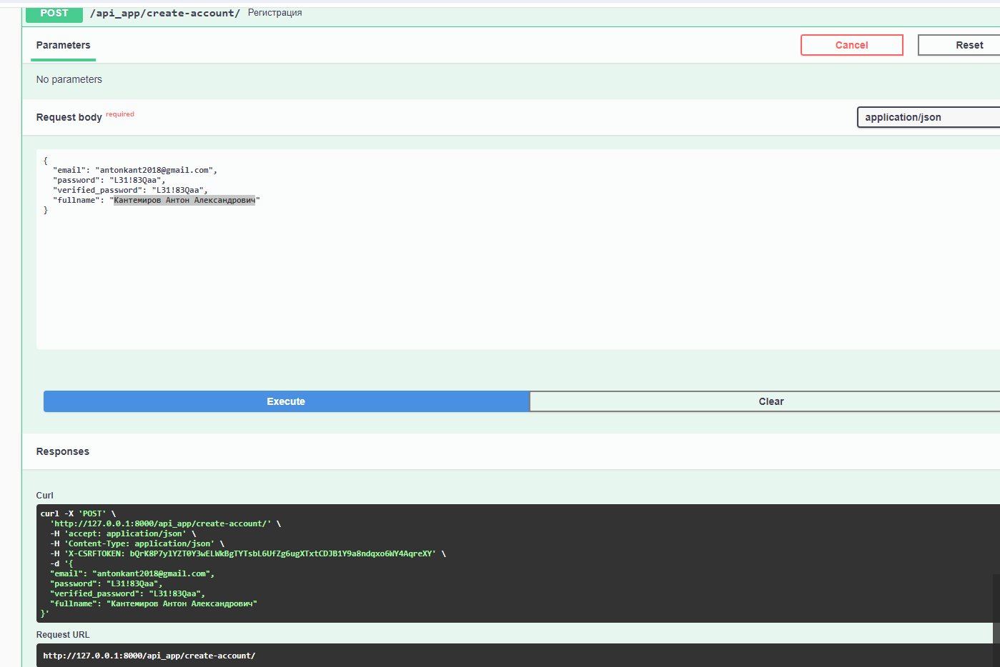 POST /api_app/create-account/ Регистрация
Parameters
Cancel
Reset
No parameters
Request body required
application/json
{
"email": "antonkant2018@gmail.com",
"password": "L31!83Qaa",
"verified_password": "L31!83Qaa",
"fullname": "Кантемиров Антон Александрович"
}
Execute
Clear
Responses
Curl
curl -X 'POST' \
'http://127.0.0.1:8000/api_app/create-account/' \
-H 'accept: application/json' \
-H 'Content-Type: application/json' \
-H 'X-CSRFTOKEN: bQrK8P7ylYZT0Y3wELWkBgTYTsbL6UfZg6ugXTxtCDJB1Y9a8ndqxo6WY4AqreXY' \
-d '{
"email": "antonkant2018@gmail.com",
"password": "L31!83Qaa",
"verified_password": "L31!83Qaa",
"fullname": "Кантемиров Антон Александрович"
}'
Request URL
http://127.0.0.1:8000/api_app/create-account/